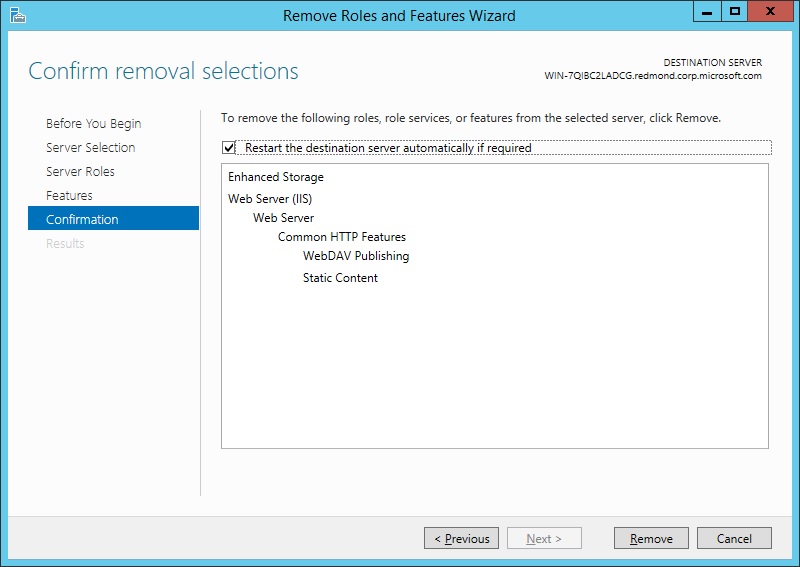 Remove Roles and Features Wizard
Confirm removal selections
DESTINATION SERVER
WIN-7QIBC2LADCG.redmond.corp.microsoft.com
Before You Begin
Server Selection
Server Roles
Features
Confirmation
Results
To remove the following roles, role services, or features from the selected server, click Remove.
Restart the destination server automatically if required
Enhanced Storage
Web Server (IIS)
Web Server
Common HTTP Features
WebDAV Publishing
Static Content
< Previous
Next >
Remove
Cancel